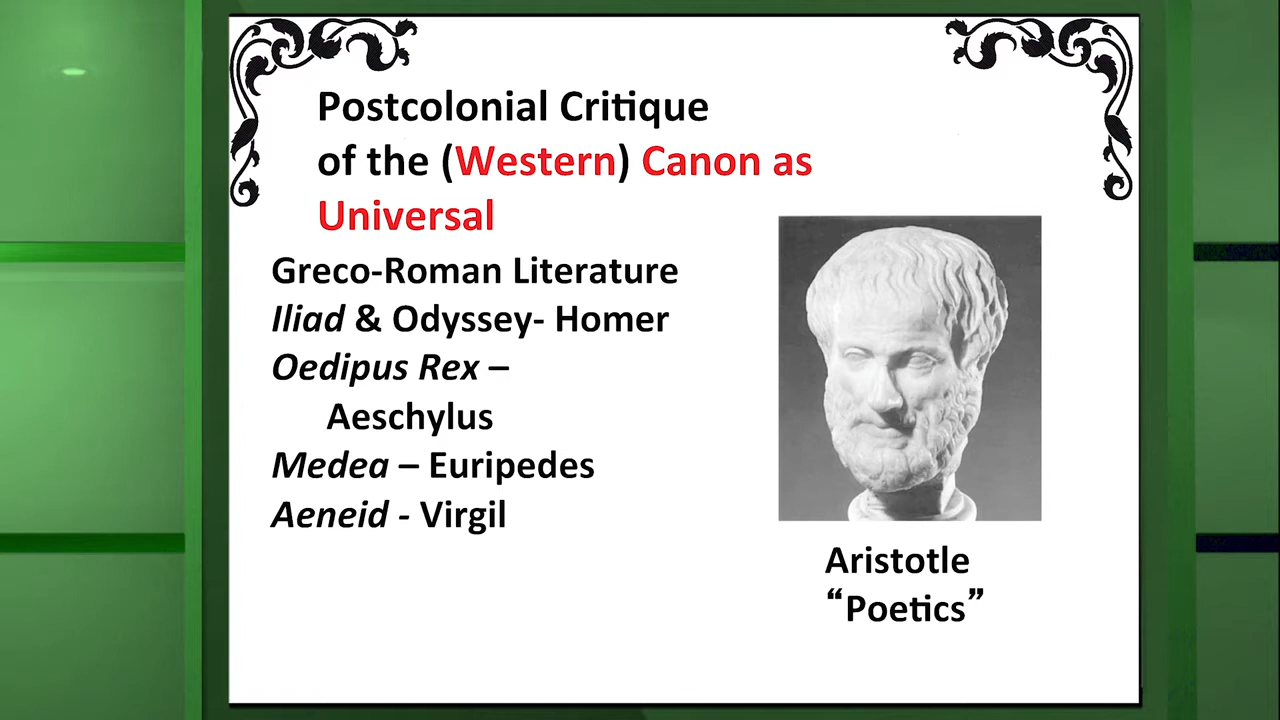 Postcolonial Critique
of the (Western) Canon as
Universal
Greco-Roman Literature
Iliad & Odyssey- Homer
Oedipus Rex –
Aeschylus
Medea – Euripedes
Aeneid - Virgil
Aristotle
“Poetics”